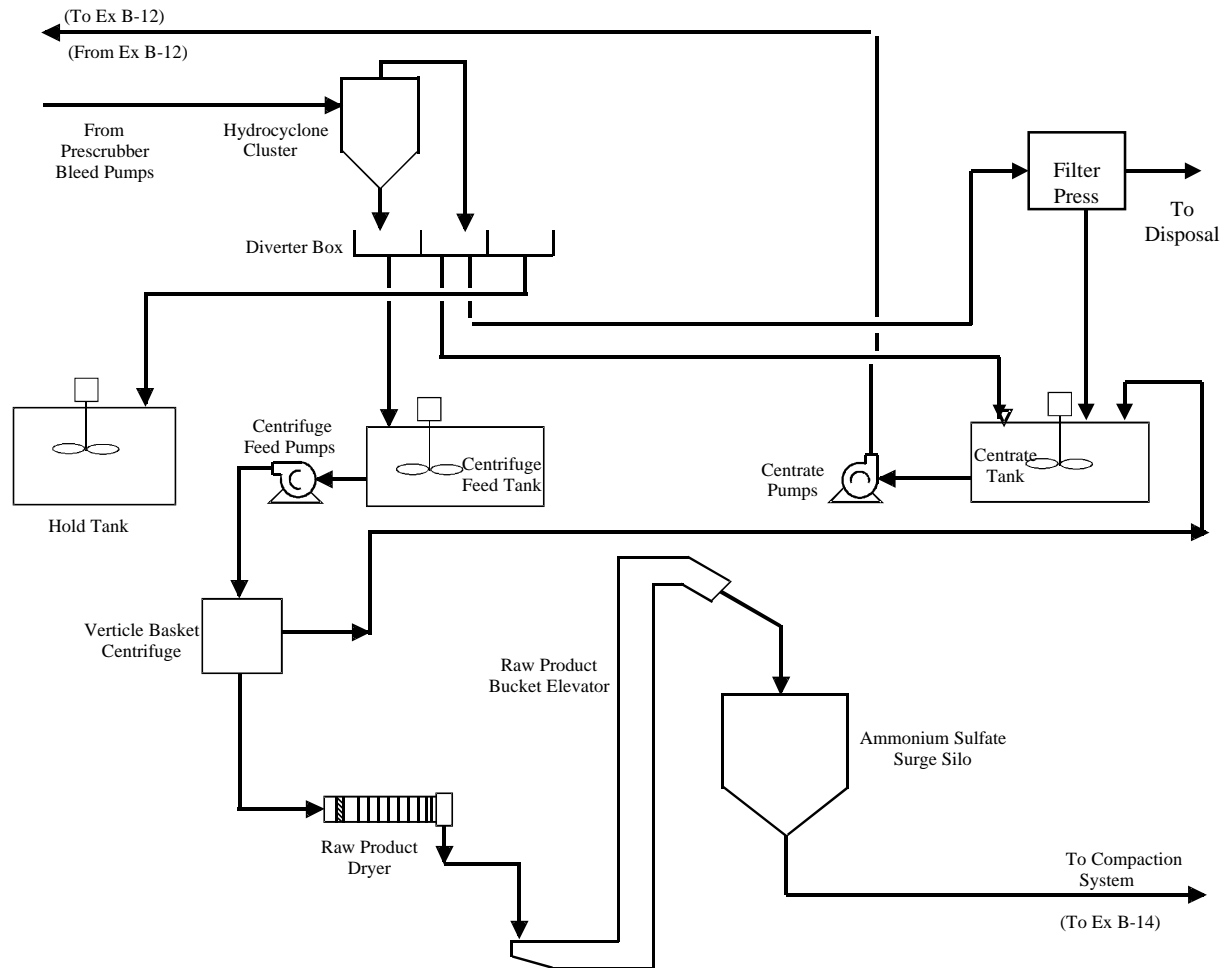 (To Ex B-12)
(From Ex B-12)
From
Prescrubber
Bleed Pumps
Hydrocyclone
Cluster
Filter
Press
To
Disposal
Diverter Box
Centrifuge
Feed Pumps
Centrifuge
Feed Tank
Centrate
Pumps
Centrate
Tank
Hold Tank
Verticle Basket
Centrifuge
Raw Product
Bucket Elevator
Ammonium Sulfate
Surge Silo
Raw Product
Dryer
To Compaction
System
(To Ex B-14)